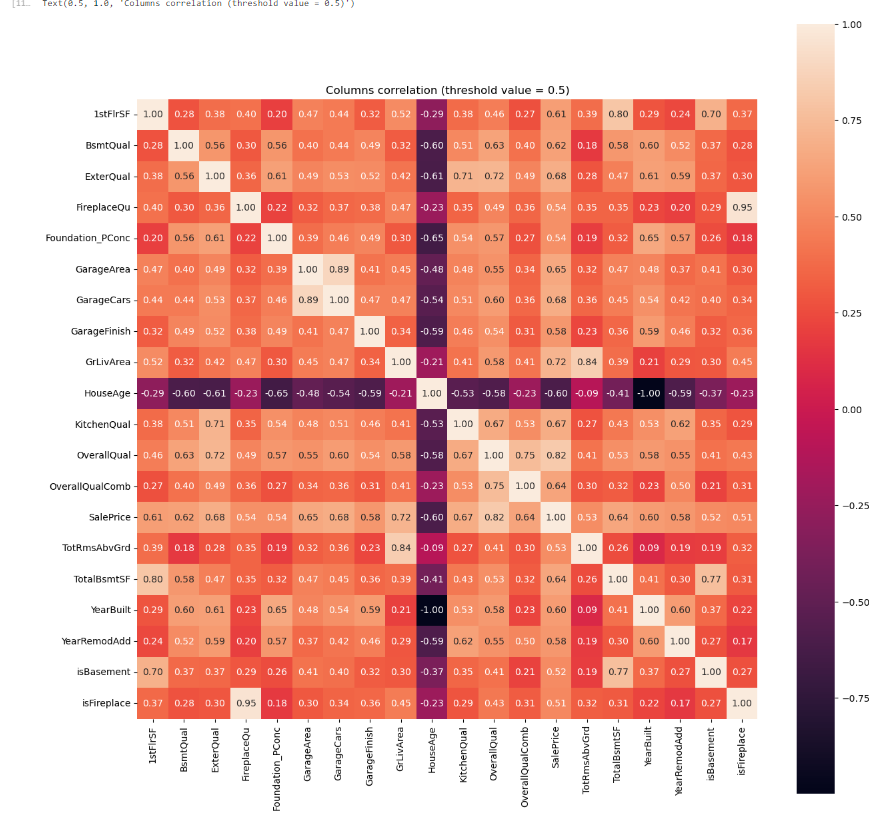 [11… Text(0.5, 1.0, 'Columns correlation (threshold value = 0.5)')
Columns correlation (threshold value = 0.5)
1stFlrSF 1.00 0.28 0.38 0.40 0.20 0.47 0.44 0.32 0.52 -0.29 0.38 0.46 0.27 0.61 0.39 0.80 0.29 0.24 0.70 0.37
BsmtQual 0.28 1.00 0.56 0.30 0.56 0.40 0.44 0.49 0.32 -0.60 0.51 0.63 0.40 0.62 0.18 0.58 0.60 0.52 0.37 0.28
ExterQual 0.38 0.56 1.00 0.36 0.61 0.49 0.53 0.52 0.42 -0.61 0.71 0.72 0.49 0.68 0.28 0.47 0.61 0.59 0.37 0.30
FireplaceQu 0.40 0.30 0.36 1.00 0.22 0.32 0.37 0.38 0.47 -0.23 0.35 0.49 0.36 0.54 0.35 0.35 0.23 0.20 0.29 0.95
Foundation_PConc 0.20 0.56 0.61 0.22 1.00 0.39 0.46 0.49 0.30 -0.65 0.54 0.57 0.27 0.54 0.19 0.32 0.65 0.57 0.26 0.18
GarageArea 0.47 0.40 0.49 0.32 0.39 1.00 0.89 0.41 0.45 -0.48 0.48 0.55 0.34 0.65 0.32 0.47 0.48 0.37 0.41 0.30
GarageCars 0.44 0.44 0.53 0.37 0.46 0.89 1.00 0.47 0.47 -0.54 0.51 0.60 0.36 0.68 0.36 0.45 0.54 0.42 0.40 0.34
GarageFinish 0.32 0.49 0.52 0.38 0.49 0.41 0.47 1.00 0.34 -0.59 0.46 0.54 0.31 0.58 0.23 0.36 0.59 0.46 0.32 0.36
GrLivArea 0.52 0.32 0.42 0.47 0.30 0.45 0.47 0.34 1.00 -0.21 0.41 0.58 0.41 0.72 0.84 0.39 0.21 0.29 0.30 0.45
HouseAge -0.29 -0.60 -0.61 -0.23 -0.65 -0.48 -0.54 -0.59 -0.21 1.00 -0.53 -0.58 -0.23 -0.60 -0.09 -0.41 -1.00 -0.59 -0.37 -0.23
KitchenQual 0.38 0.51 0.71 0.35 0.54 0.48 0.51 0.46 0.41 -0.53 1.00 0.67 0.53 0.67 0.27 0.43 0.53 0.62 0.35 0.29
OverallQual 0.46 0.63 0.72 0.49 0.57 0.55 0.60 0.54 0.58 -0.58 0.67 1.00 0.75 0.82 0.41 0.53 0.58 0.55 0.41 0.43
OverallQualComb 0.27 0.40 0.49 0.36 0.27 0.34 0.36 0.31 0.41 -0.23 0.53 0.75 1.00 0.64 0.30 0.32 0.23 0.50 0.21 0.31
SalePrice 0.61 0.62 0.68 0.54 0.54 0.65 0.68 0.58 0.72 -0.60 0.67 0.82 0.64 1.00 0.53 0.64 0.60 0.58 0.52 0.51
TotRmsAbvGrd 0.39 0.18 0.28 0.35 0.19 0.32 0.36 0.23 0.84 -0.09 0.27 0.41 0.30 0.53 1.00 0.26 0.09 0.19 0.19 0.32
TotalBsmtSF 0.80 0.58 0.47 0.35 0.32 0.47 0.45 0.36 0.39 -0.41 0.43 0.53 0.32 0.64 0.26 1.00 0.41 0.30 0.77 0.31
YearBuilt 0.29 0.60 0.61 0.23 0.65 0.48 0.54 0.59 0.21 -1.00 0.53 0.58 0.23 0.60 0.09 0.41 1.00 0.60 0.37 0.22
YearRemodAdd 0.24 0.52 0.59 0.20 0.57 0.37 0.42 0.46 0.29 -0.59 0.62 0.55 0.50 0.58 0.19 0.30 0.60 1.00 0.27 0.17
isBasement 0.70 0.37 0.37 0.29 0.26 0.41 0.40 0.32 0.30 -0.37 0.35 0.41 0.21 0.52 0.19 0.77 0.37 0.27 1.00 0.27
isFireplace 0.37 0.28 0.30 0.95 0.18 0.30 0.34 0.36 0.45 -0.23 0.29 0.43 0.31 0.51 0.32 0.31 0.22 0.17 0.27 1.00
1stFlrSF
BsmtQual
ExterQual
FireplaceQu
Foundation_PConc
GarageArea
GarageCars
GarageFinish
GrLivArea
HouseAge
KitchenQual
OverallQual
OverallQualComb
SalePrice
TotRmsAbvGrd
TotalBsmtSF
YearBuilt
YearRemodAdd
isBasement
isFireplace
1.00
0.75
0.50
0.25
0.00
−0.25
−0.50
−0.75